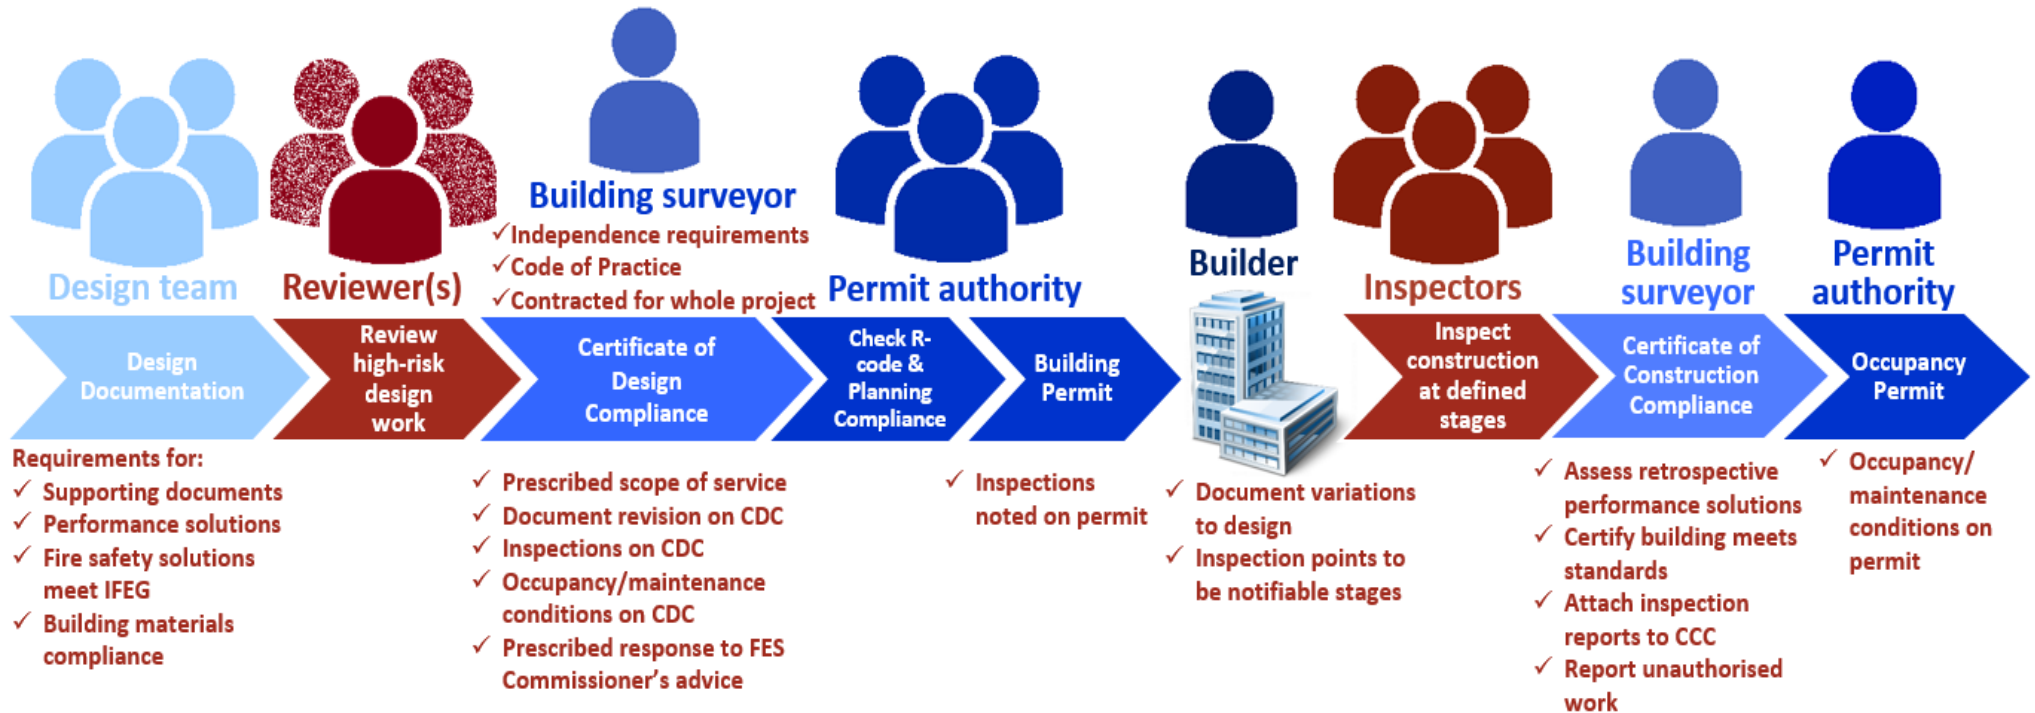 Design team
Design
Documentation
Requirements for:
✓ Supporting documents
✓ Performance solutions
✓ Fire safety solutions
meet IFEG
✓ Building materials
compliance
Reviewer(s)
Review
high-risk
design
work
Building surveyor
✓Independence requirements
✓Code of Practice
✓Contracted for whole project
Certificate of
Design
Compliance
✓ Prescribed scope of service
✓ Document revision on CDC
✓ Inspections on CDC
✓ Occupancy/maintenance
conditions on CDC
✓ Prescribed response to FES
Commissioner’s advice
Permit authority
Check R-
code &
Planning
Compliance
Building
Permit
✓ Inspections
noted on permit
Builder
✓ Document variations
to design
✓ Inspection points to
be notifiable stages
Inspectors
Inspect
construction
at defined
stages
Building
surveyor
Certificate of
Construction
Compliance
✓ Assess retrospective
performance solutions
✓ Certify building meets
standards
✓ Attach inspection
reports to CCC
✓ Report unauthorised
work
Permit
authority
Occupancy
Permit
✓ Occupancy/
maintenance
conditions on
permit